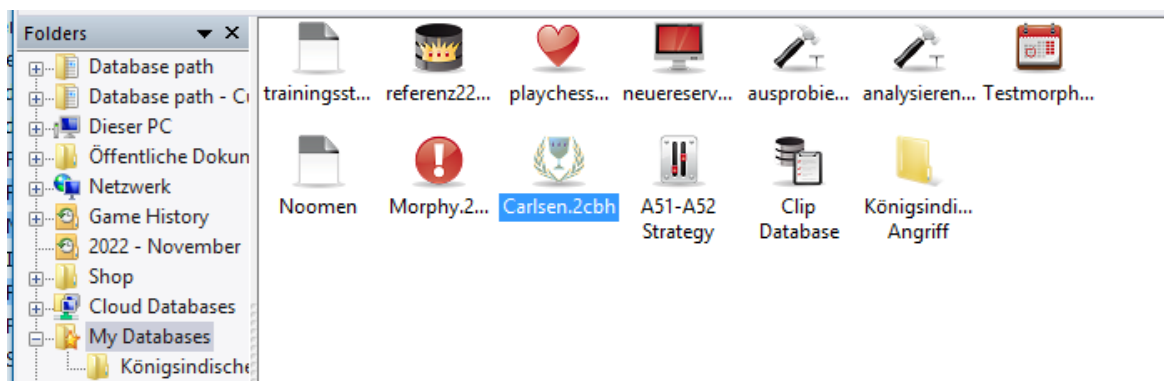 Folders
Database path
Database path - Cu
Dieser PC
Öffentliche Dokun
Netzwerk
Game History
2022 - November
Shop
Cloud Databases
My Databases
Königsindische
trainingsst... referenz22... playchess... neuereserv... ausprobie... analysieren... Testmorph...
Noomen Morphy.2... Carlsen.2cbh A51-A52 Clip Königsindi...
Strategy Database Angriff